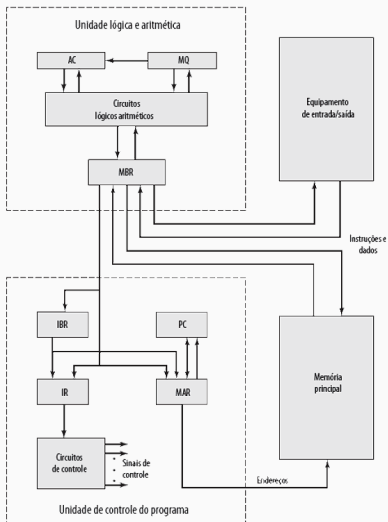 Unidade lógica e aritmética
AC
MQ
Circuitos
lógicos aritméticos
MBR
Equipamento
de entrada/saída
Instruções e
dados
IBR
PC
IR
MAR
Memória
principal
Circuitos
de controle
Sinais de
controle
Endereços
Unidade de controle do programa